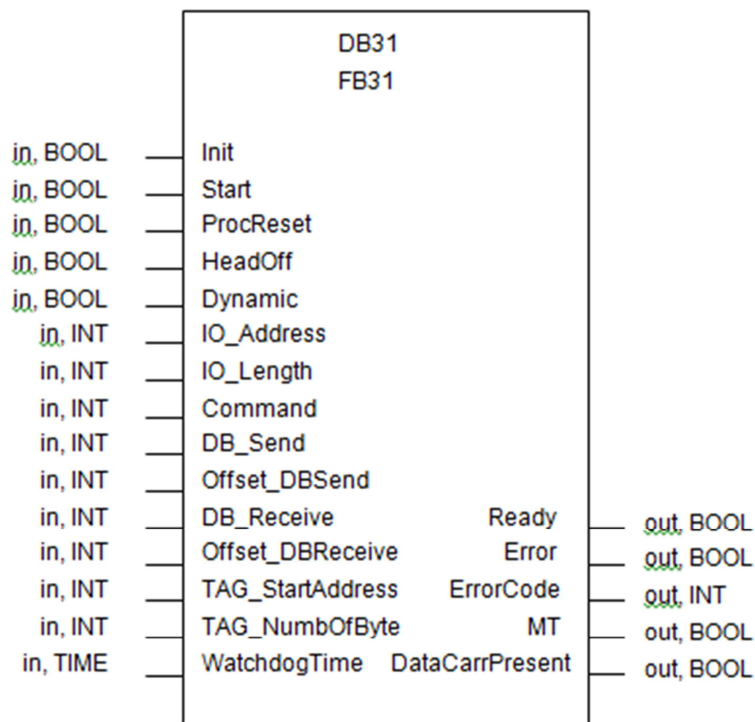 DB31
FB31
in, BOOL Init
in, BOOL Start
in, BOOL ProcReset
in, BOOL HeadOff
in, BOOL Dynamic
in, INT IO_Address
in, INT IO_Length
in, INT Command
in, INT DB_Send
in, INT Offset_DBSend
in, INT DB_Receive Ready out, BOOL
in, INT Offset_DBReceive Error out, BOOL
in, INT TAG_StartAddress ErrorCode out, INT
in, INT TAG_NumbOfByte MT out, BOOL
in, TIME WatchdogTime DataCarrPresent out, BOOL